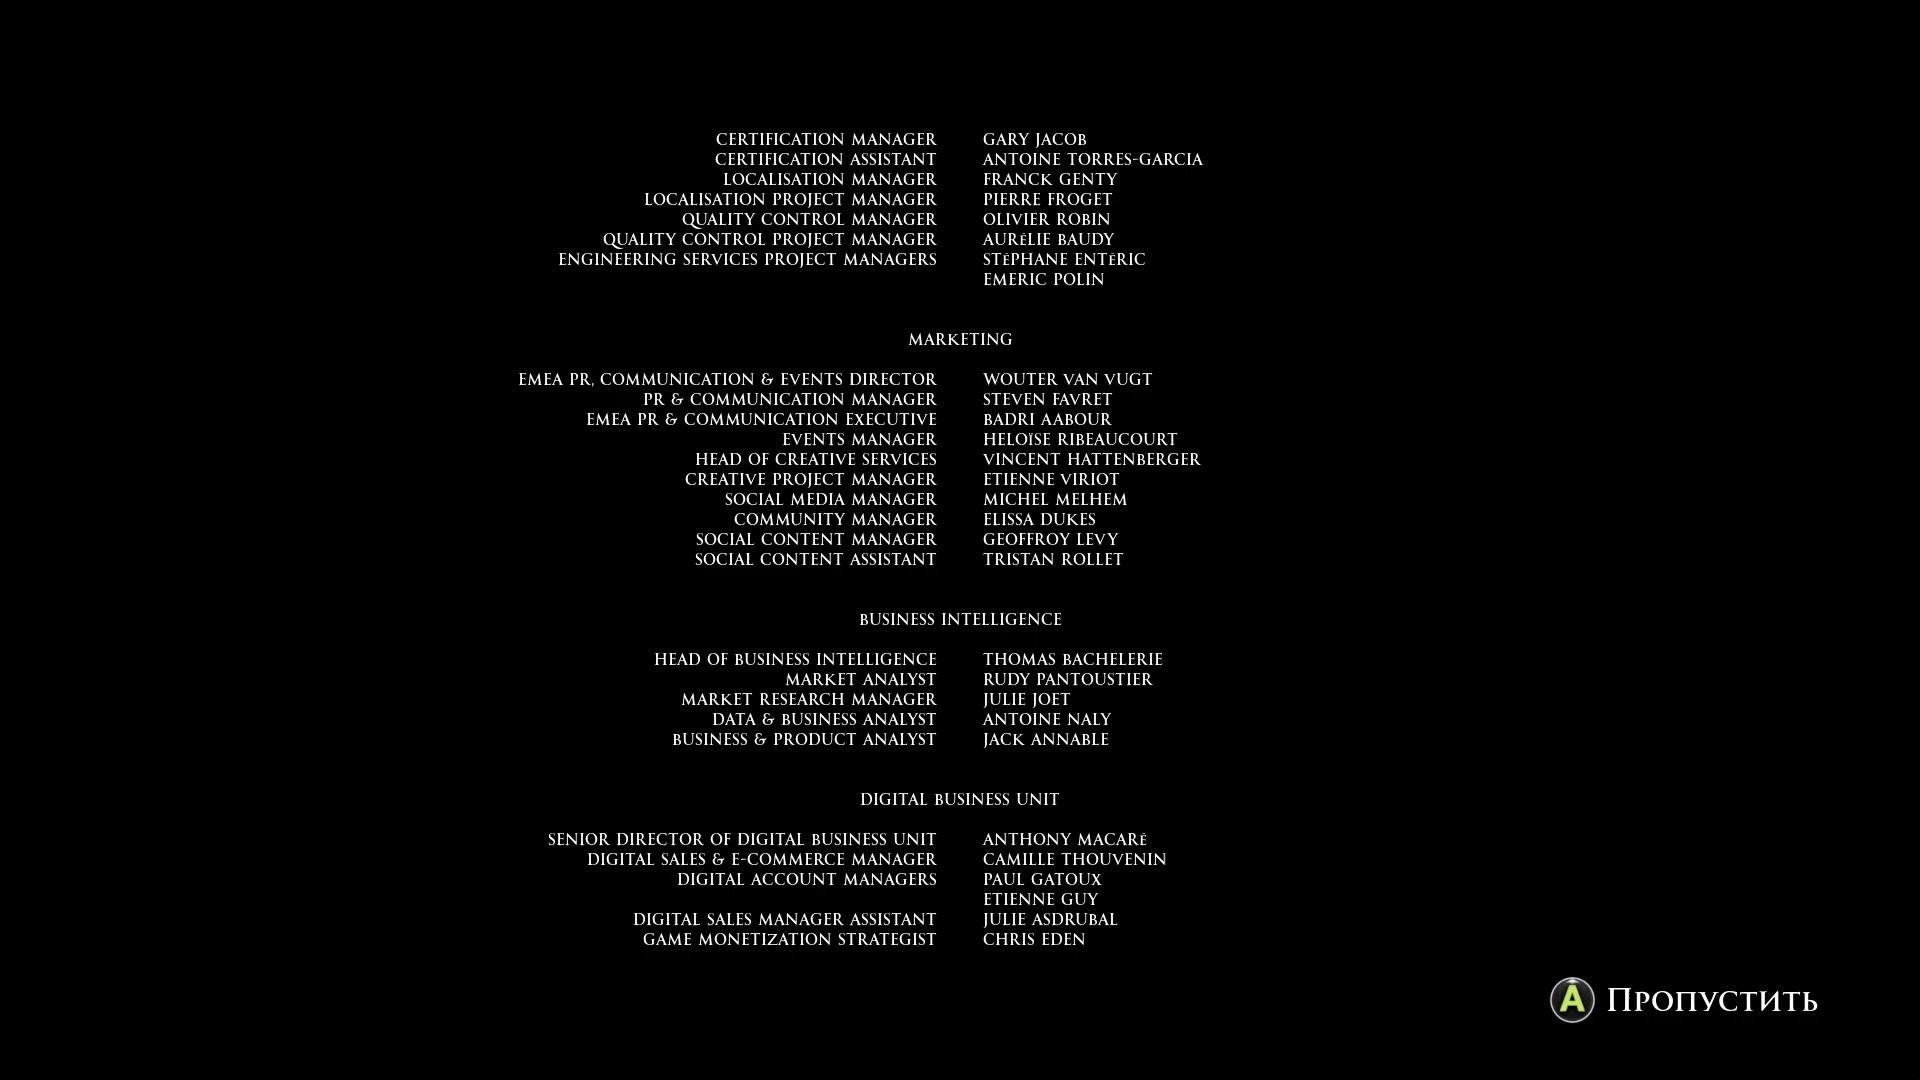 CERTIFICATION MANAGER GARY JACOB
CERTIFICATION ASSISTANT ANTOINE TORRES-GARCIA
LOCALISATION MANAGER FRANCK GENTY
LOCALISATION PROJECT MANAGER PIERRE FROGET
QUALITY CONTROL MANAGER OLIVIER ROBIN
QUALITY CONTROL PROJECT MANAGER AURÉLIE BAUDY
ENGINEERING SERVICES PROJECT MANAGERS STÉPHANE ENTÉRIC
EMERIC POLIN
MARKETING
EMEA PR, COMMUNICATION & EVENTS DIRECTOR WOUTER VAN VUGT
PR & COMMUNICATION MANAGER STEVEN FAVRET
EMEA PR & COMMUNICATION EXECUTIVE BADRI AABOUR
EVENTS MANAGER HELOÏSE RIBEAUCOURT
HEAD OF CREATIVE SERVICES VINCENT HATTENBERGER
CREATIVE PROJECT MANAGER ETIENNE VIRIOT
SOCIAL MEDIA MANAGER MICHEL MELHEM
COMMUNITY MANAGER ELISSA DUKES
SOCIAL CONTENT MANAGER GEOFFROY LEVY
SOCIAL CONTENT ASSISTANT TRISTAN ROLLET
BUSINESS INTELLIGENCE
HEAD OF BUSINESS INTELLIGENCE THOMAS BACHELERIE
MARKET ANALYST RUDY PANTOUSTIER
MARKET RESEARCH MANAGER JULIE JOET
DATA & BUSINESS ANALYST ANTOINE NALY
BUSINESS & PRODUCT ANALYST JACK ANNABLE
DIGITAL BUSINESS UNIT
SENIOR DIRECTOR OF DIGITAL BUSINESS UNIT ANTHONY MACARÉ
DIGITAL SALES & E-COMMERCE MANAGER CAMILLE THOUVENIN
DIGITAL ACCOUNT MANAGERS PAUL GATOUX
ETIENNE GUY
DIGITAL SALES MANAGER ASSISTANT JULIE ASDRUBAL
GAME MONETIZATION STRATEGIST CHRIS EDEN
A Пропустить